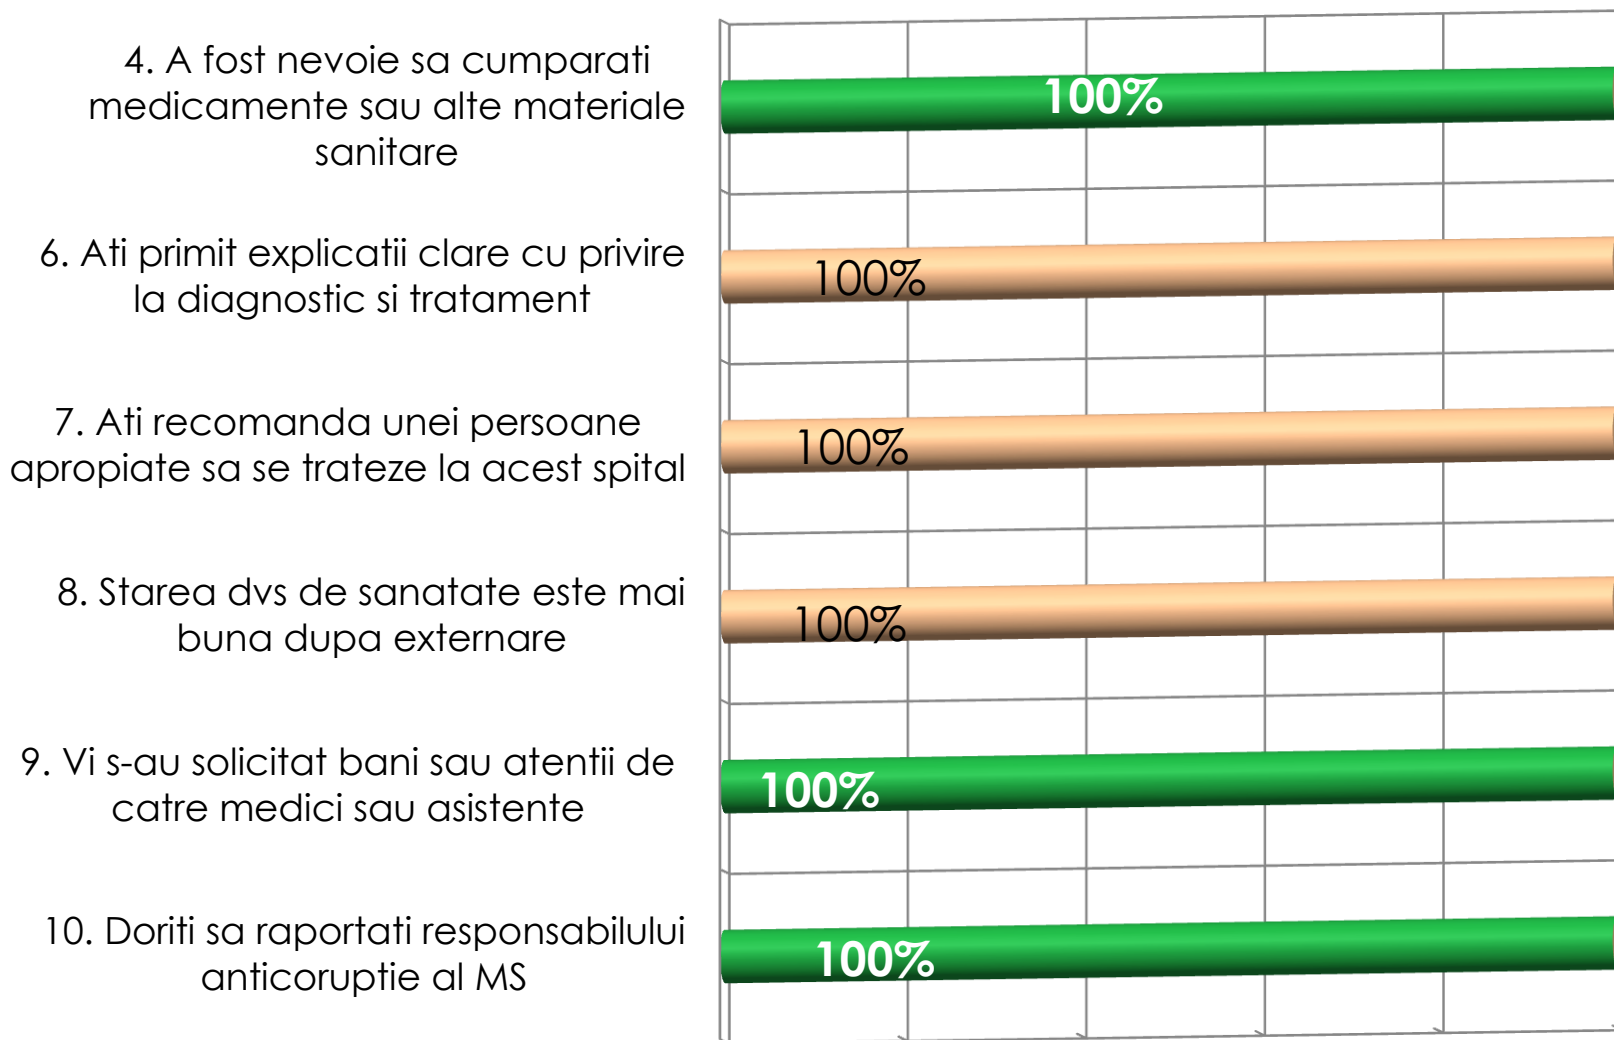 4. A fost nevoie sa cumparati
medicamente sau alte materiale
sanitare
100%
6. Ati primit explicatii clare cu privire
la diagnostic si tratament
100%
7. Ati recomanda unei persoane
apropiate sa se trateze la acest spital
100%
8. Starea dvs de sanatate este mai
buna dupa externare
100%
9. Vi s-au solicitat bani sau atentii de
catre medici sau asistente
100%
10. Doriti sa raportati responsabilului
anticoruptie al MS
100%